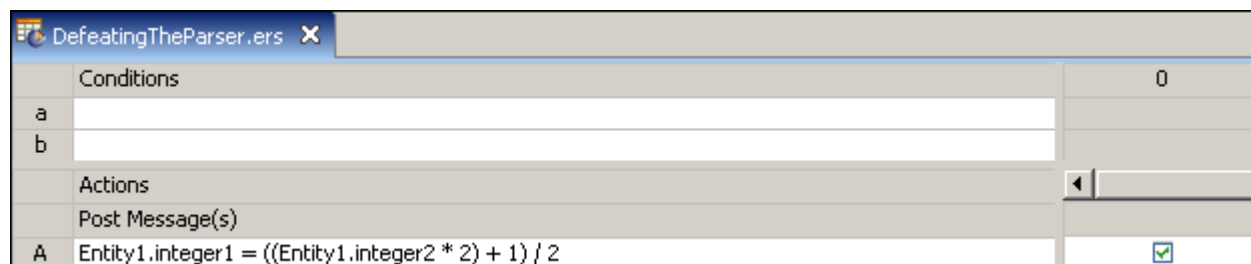 DefeatingTheParser.ers
Conditions 0
a
b
Actions
Post Message(s)
A Entity1.integer1 = ((Entity1.integer2 * 2) + 1) / 2